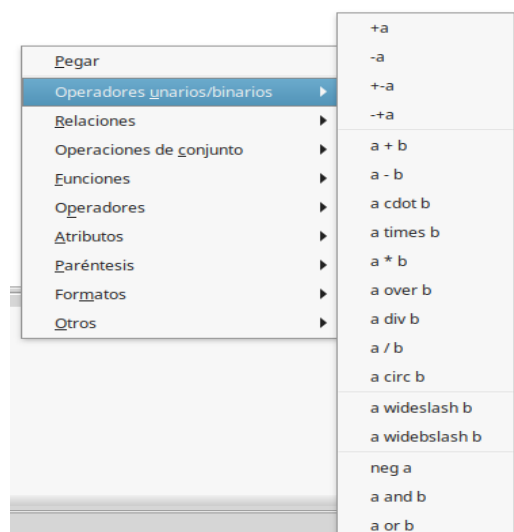 Pegar
Operadores unarios/binarios
Relaciones
Operaciones de conjunto
Funciones
Operadores
Atributos
Paréntesis
Formatos
Otros
+a
-a
+-a
-+a
a + b
a - b
a cdot b
a times b
a * b
a over b
a div b
a / b
a circ b
a wideslash b
a widebslash b
neg a
a and b
a or b